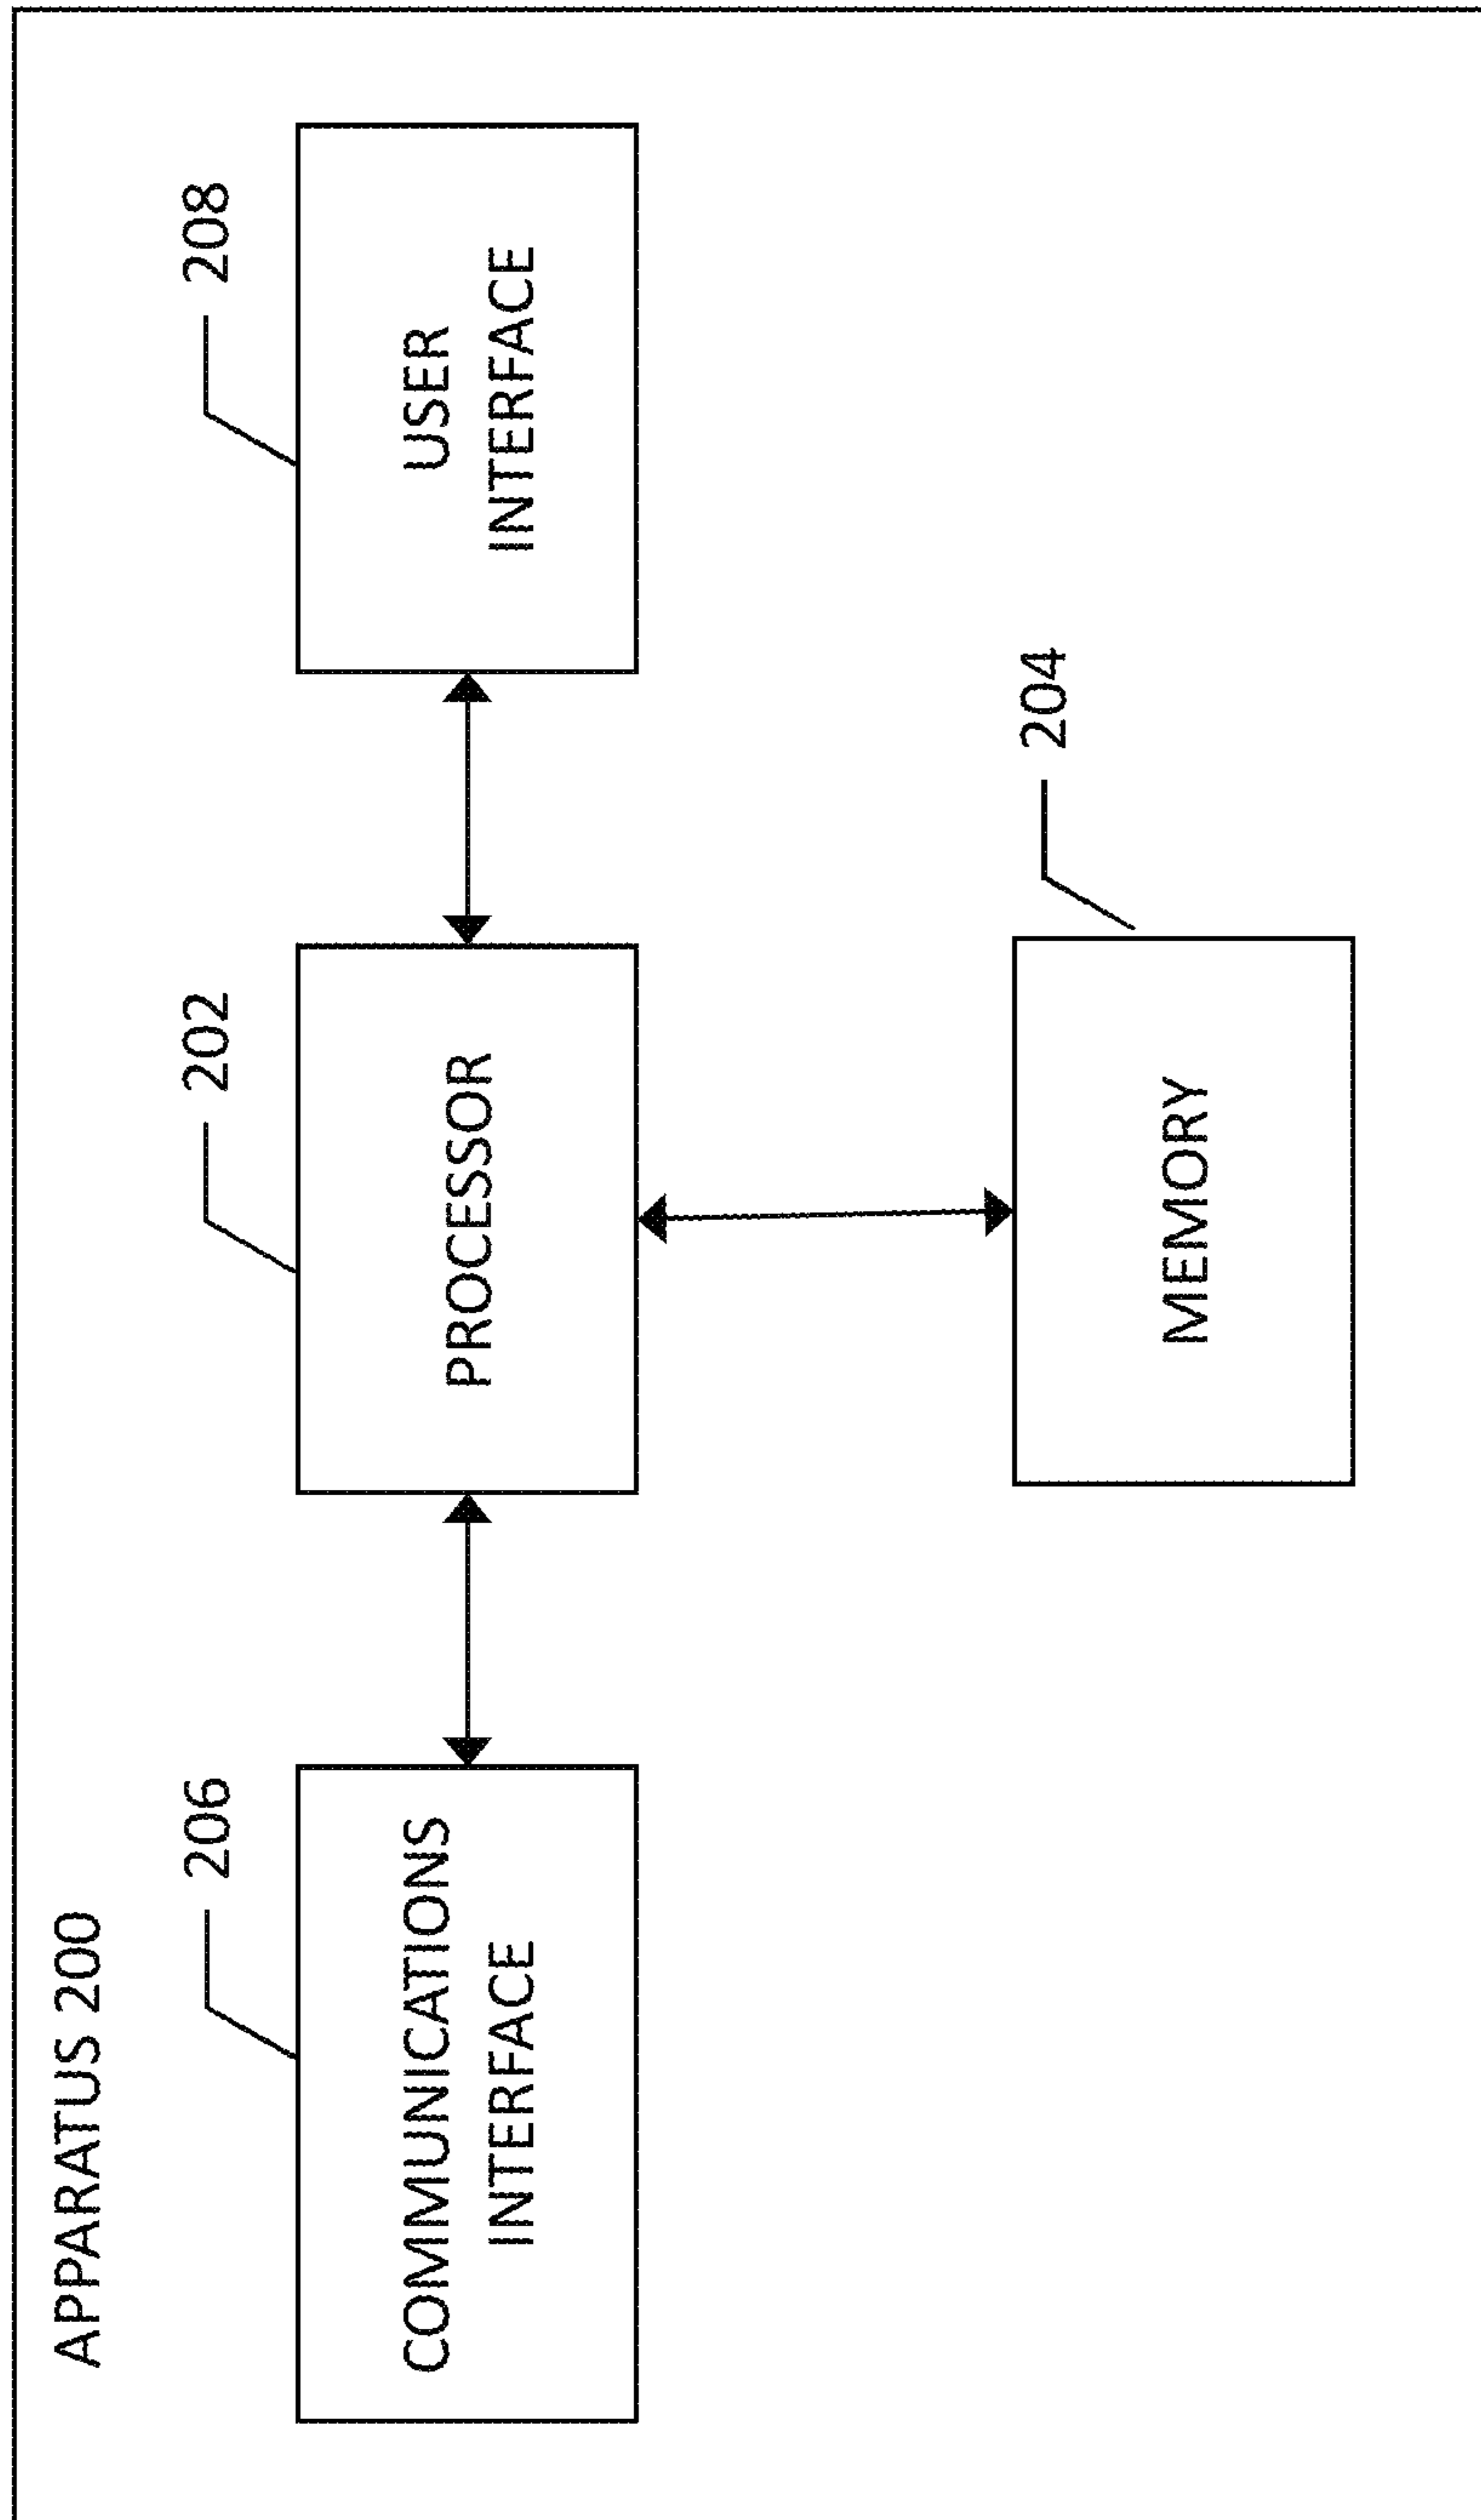 APPARATUS 200
206
202
208
COMMUNICATIONS
INTERFACE
PROCESSOR
USER
INTERFACE
204
MEMORY